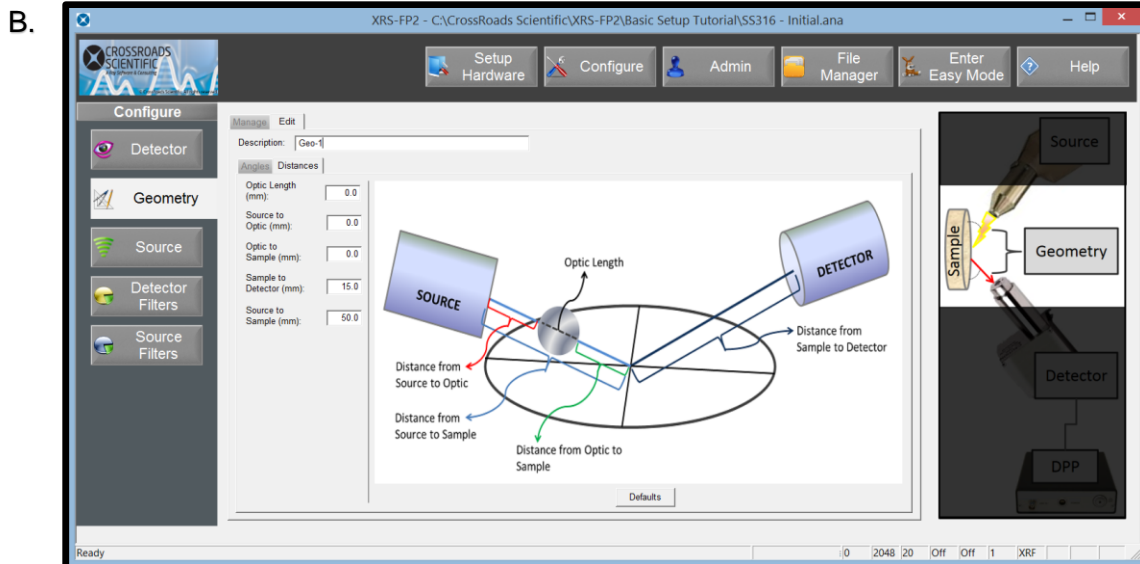 B.
XRS-FP2 - C:\CrossRoads Scientific\XRS-FP2\Basic Setup Tutorial\SS316 - Initial.ana
CROSSROADS
SCIENTIFIC
Setup
Hardware
Configure
Admin
File
Manager
Enter
Easy Mode
Help
Configure
Detector
Geometry
Source
Detector
Filters
Source
Filters
Manage
Edit
Description:
Geo-1
Angles
Distances
Optic Length
(mm):
0.0
Source to
Optic (mm):
0.0
Optic to
Sample (mm):
0.0
Sample to
Detector (mm):
15.0
Source to
Sample (mm):
50.0
SOURCE
Optic Length
DETECTOR
Distance from
Source to Optic
Distance from
Source to Sample
Distance from Optic to
Sample
Distance from
Sample to Detector
Defaults
Source
Sample
Geometry
Detector
DPP
Ready
0
2048
20
Off
Off
1
XRF